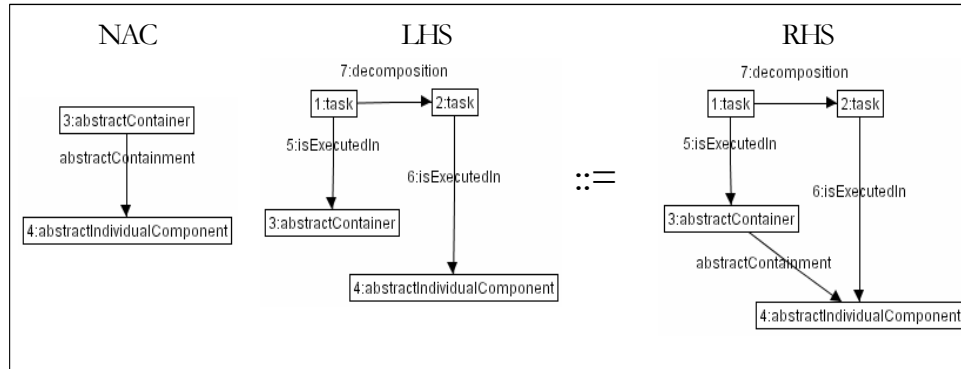 NAC
3:abstractContainer
abstractContainment
4:abstractIndividualComponent
LHS
7:decomposition
1:task
2:task
5:isExecutedIn
6:isExecutedIn
3:abstractContainer
4:abstractIndividualComponent
::=
RHS
7:decomposition
1:task
2:task
5:isExecutedIn
6:isExecutedIn
3:abstractContainer
abstractContainment
4:abstractIndividualComponent